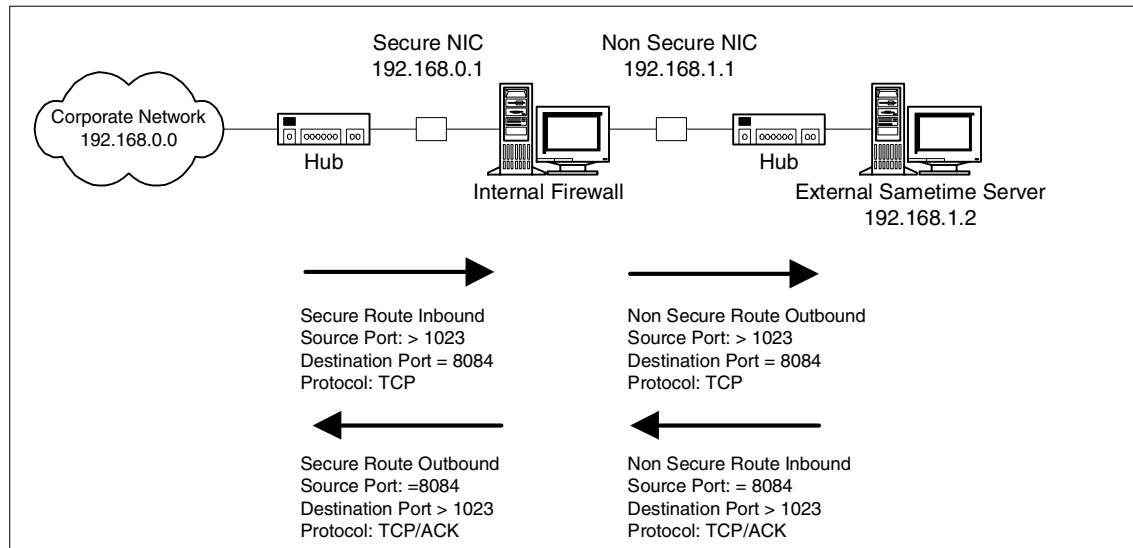 Secure NIC
192.168.0.1
Non Secure NIC
192.168.1.1
Corporate Network
192.168.0.0
Hub
Internal Firewall
Hub
External Sametime Server
192.168.1.2
Secure Route Inbound
Source Port: > 1023
Destination Port = 8084
Protocol: TCP
Non Secure Route Outbound
Source Port: > 1023
Destination Port = 8084
Protocol: TCP
Secure Route Outbound
Source Port: =8084
Destination Port > 1023
Protocol: TCP/ACK
Non Secure Route Inbound
Source Port: = 8084
Destination Port > 1023
Protocol: TCP/ACK